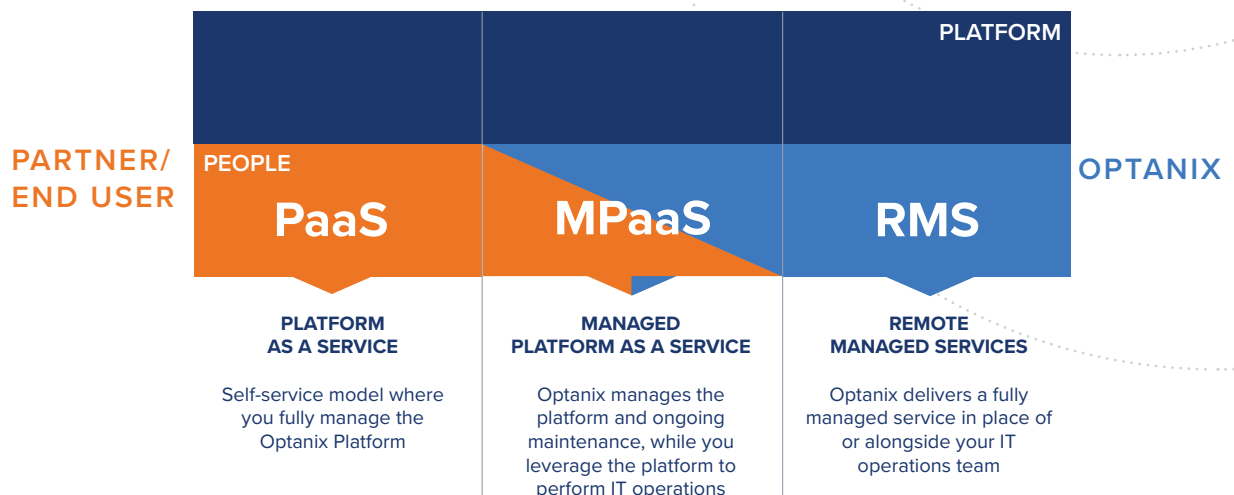 PLATFORM
PARTNER/
END USER
PEOPLE
OPTANIX
PaaS
MPaaS
RMS
PLATFORM
AS A SERVICE
Self-service model where
you fully manage the
Optanix Platform
MANAGED
PLATFORM AS A SERVICE
Optanix manages the
platform and ongoing
maintenance, while you
leverage the platform to
perform IT operations
REMOTE
MANAGED SERVICES
Optanix delivers a fully
managed service in place of
or alongside your IT
operations team